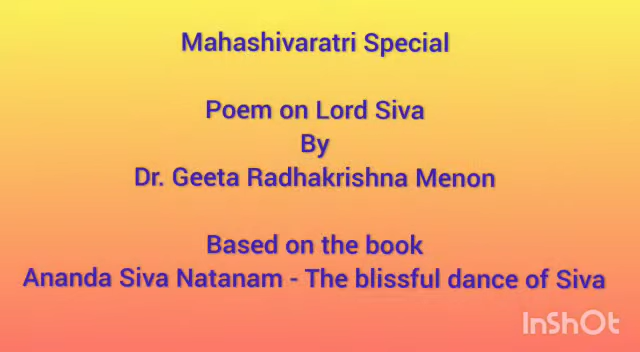 Mahashivaratri Special
Poem on Lord Siva
By
Dr. Geeta Radhakrishna Menon
Based on the book
Ananda Siva Natanam - The blissful dance of Siva
InShOt